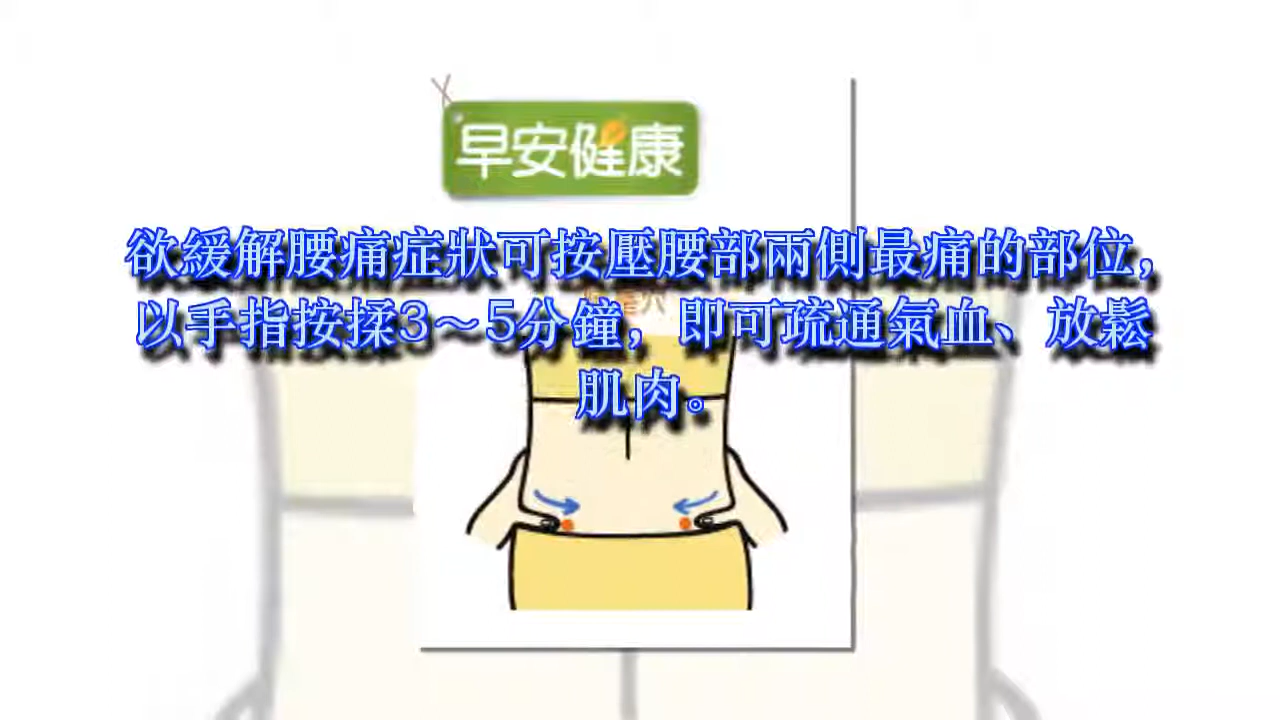 早安健康
欲緩解腰痛症狀可按壓腰部兩側最痛的部位,
以手指按揉3～5分鐘，即可疏通氣血、放鬆
肌肉。